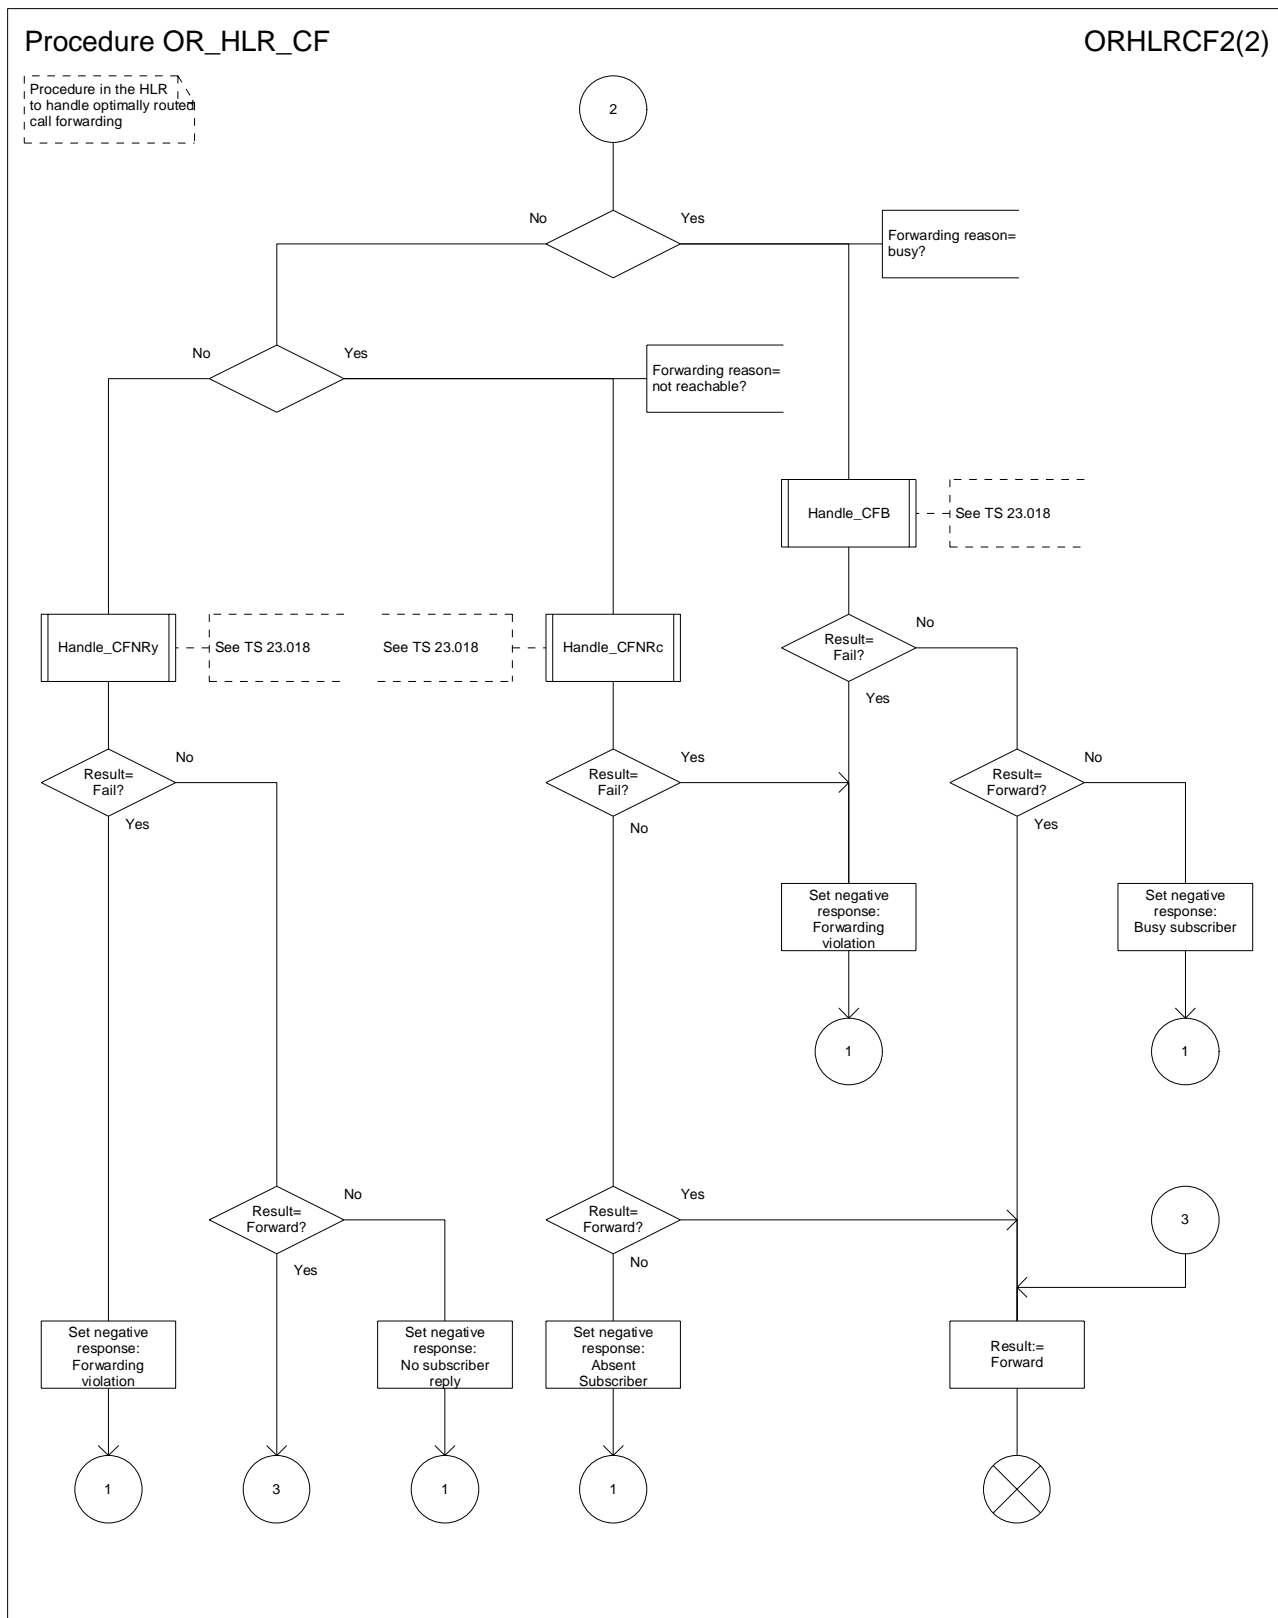 Procedure OR_HLR_CF
ORHLRCF2(2)
Procedure in the HLR
to handle optimally routed
call forwarding
2
No
Yes
Forwarding reason=
busy?
No
Yes
Forwarding reason=
not reachable?
Handle_CFB
See TS 23.018
Handle_CFNRy
See TS 23.018
See TS 23.018
Handle_CFNRc
Result=
Fail?
No
Yes
Result=
Fail?
No
Yes
Result=
Fail?
Yes
No
Result=
Forward?
No
Yes
Set negative
response:
Forwarding
violation
Set negative
response:
Busy subscriber
1
1
Result=
Forward?
No
Yes
Result=
Forward?
Yes
No
3
Set negative
response:
Forwarding
violation
Set negative
response:
No subscriber
reply
Set negative
response:
Absent
Subscriber
Result:=
Forward
1
3
1
1